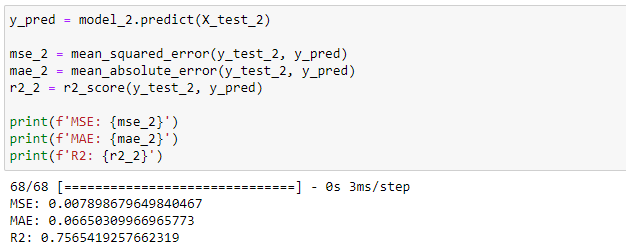 y_pred = model_2.predict(X_test_2)
mse_2 = mean_squared_error(y_test_2, y_pred)
mae_2 = mean_absolute_error(y_test_2, y_pred)
r2_2 = r2_score(y_test_2, y_pred)
print(f'MSE: {mse_2}')
print(f'MAE: {mae_2}')
print(f'R2: {r2_2}')
68/68 [==============================] - 0s 3ms/step
MSE: 0.007898679649840467
MAE: 0.06650309966965773
R2: 0.7565419257662319